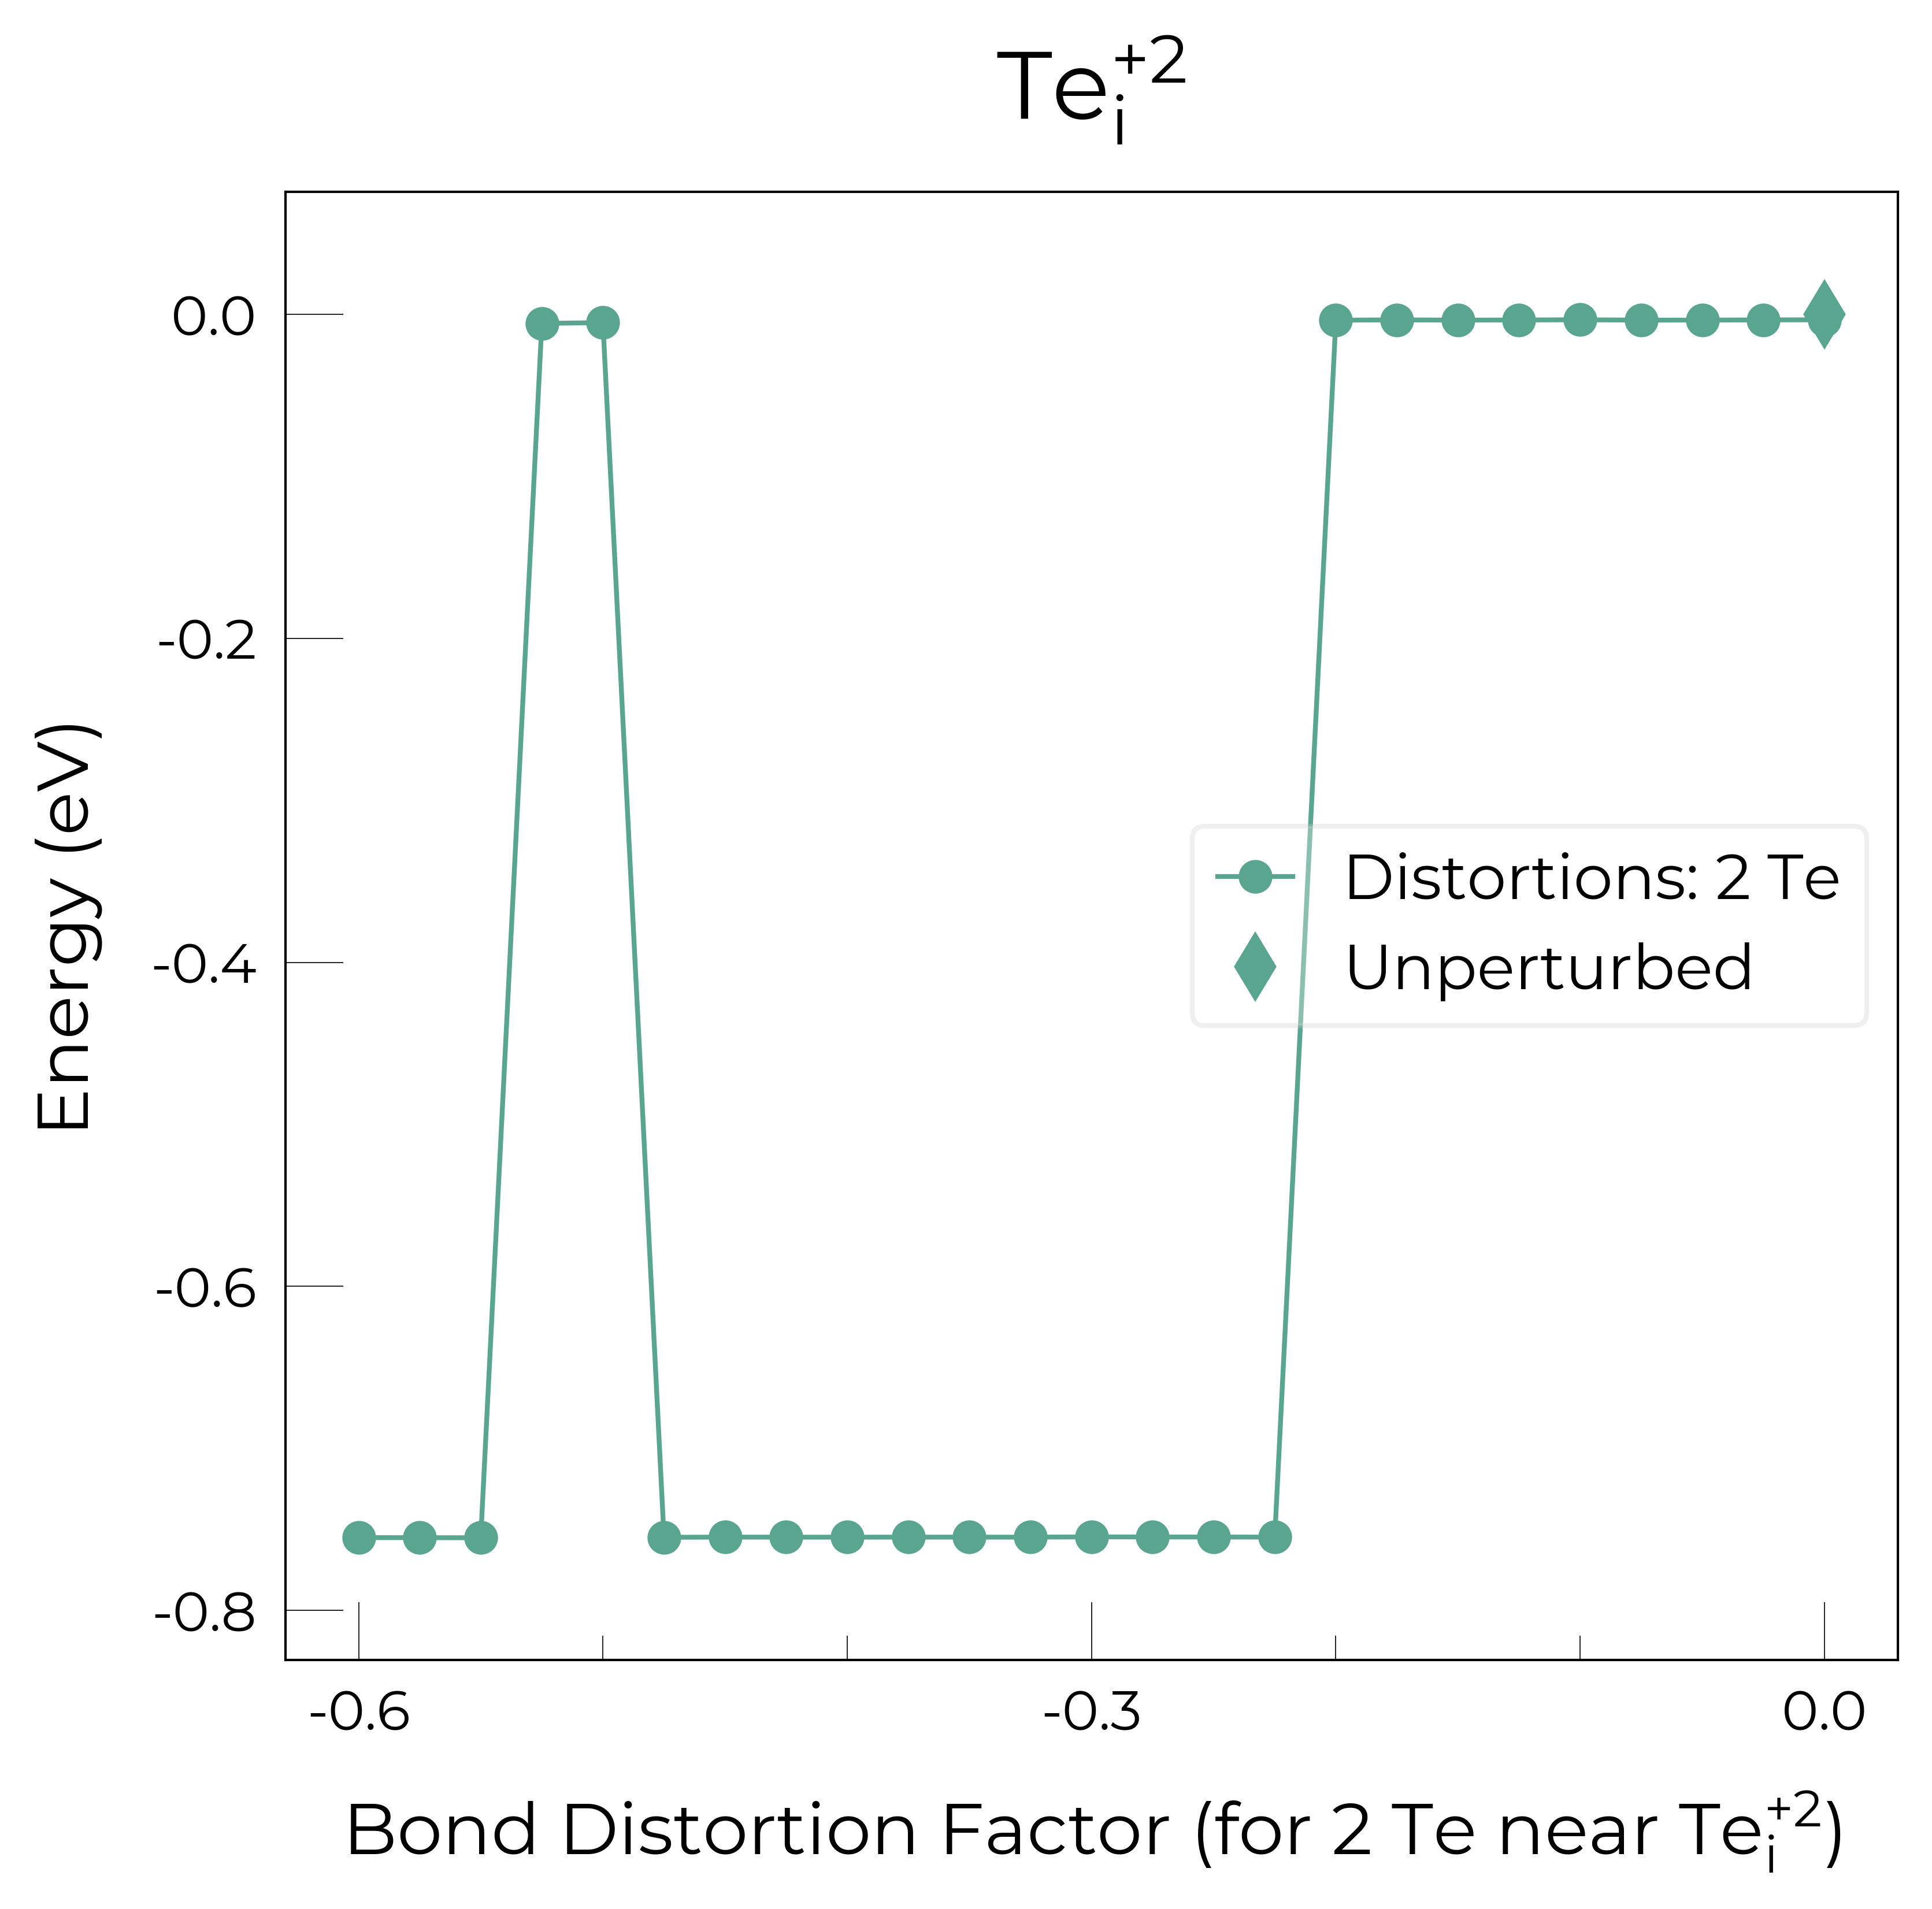 Te_i^{+2}
0.0
-0.2
-0.4
-0.6
-0.8
Energy (eV)
Distortions: 2 Te
Unperturbed
-0.6 -0.3 0.0
Bond Distortion Factor (for 2 Te near Te_i^{+2})